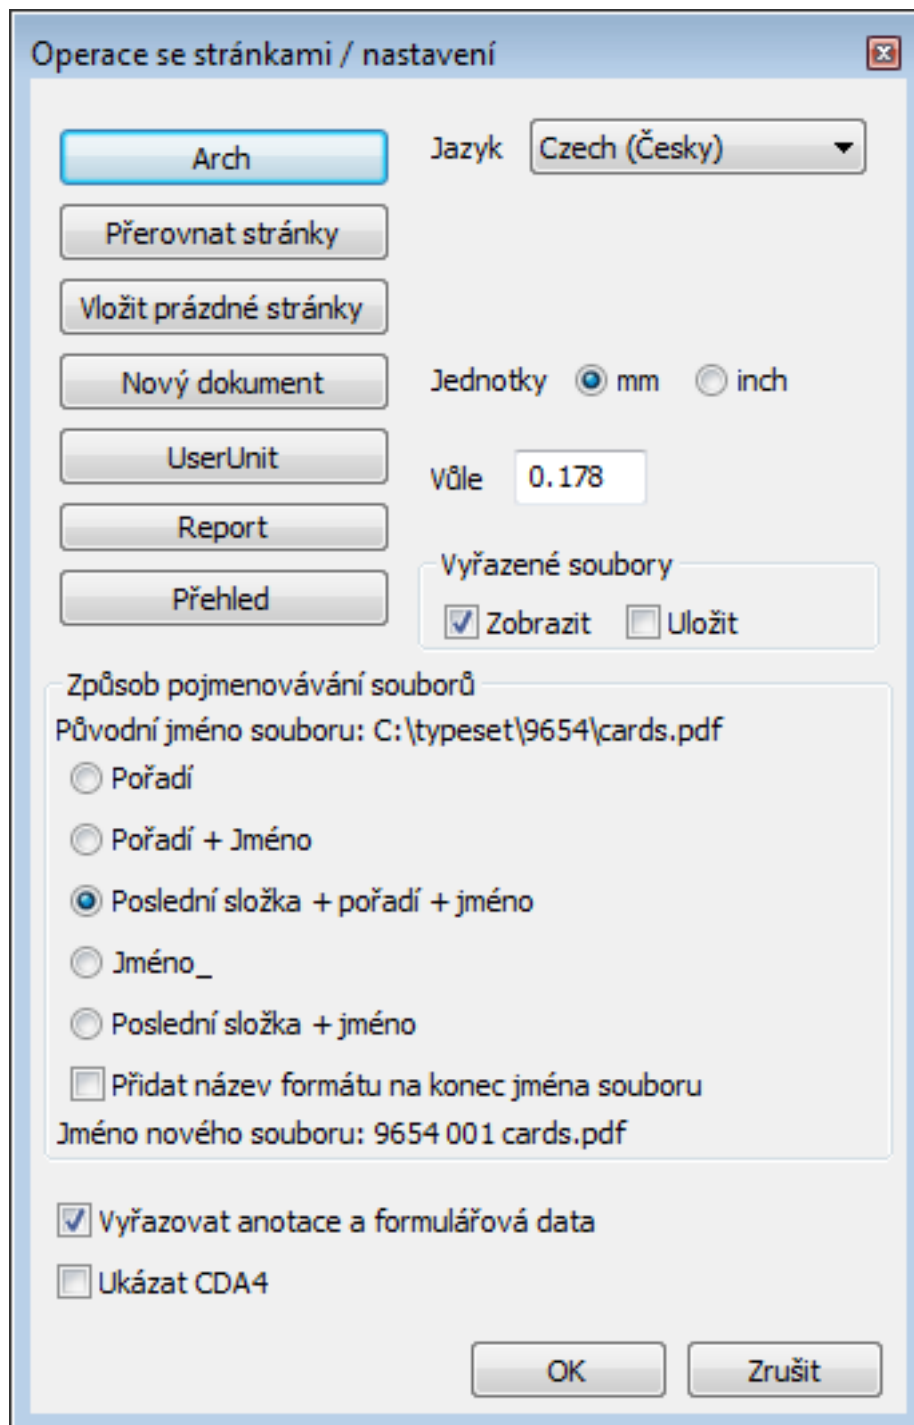 Operace se stránkami / nastavení
Arch
Jazyk Czech (Česky)
Přerovnat stránky
Vložit prázdné stránky
Nový dokument
Jednotky mm inch
UserUnit
Vůle 0.178
Report
Vyřazené soubory
Přehled
Zobrazit Uložit
Způsob pojmenovávání souborů
Původní jméno souboru: C:\typeset\9654\cards.pdf
Pořadí
Pořadí + Jméno
Poslední složka + pořadí + jméno
Jméno_
Poslední složka + jméno
Přidat název formátu na konec jména souboru
Jméno nového souboru: 9654 001 cards.pdf
Vyřazovat anotace a formulářová data
Ukázat CDA4
OK Zrušit